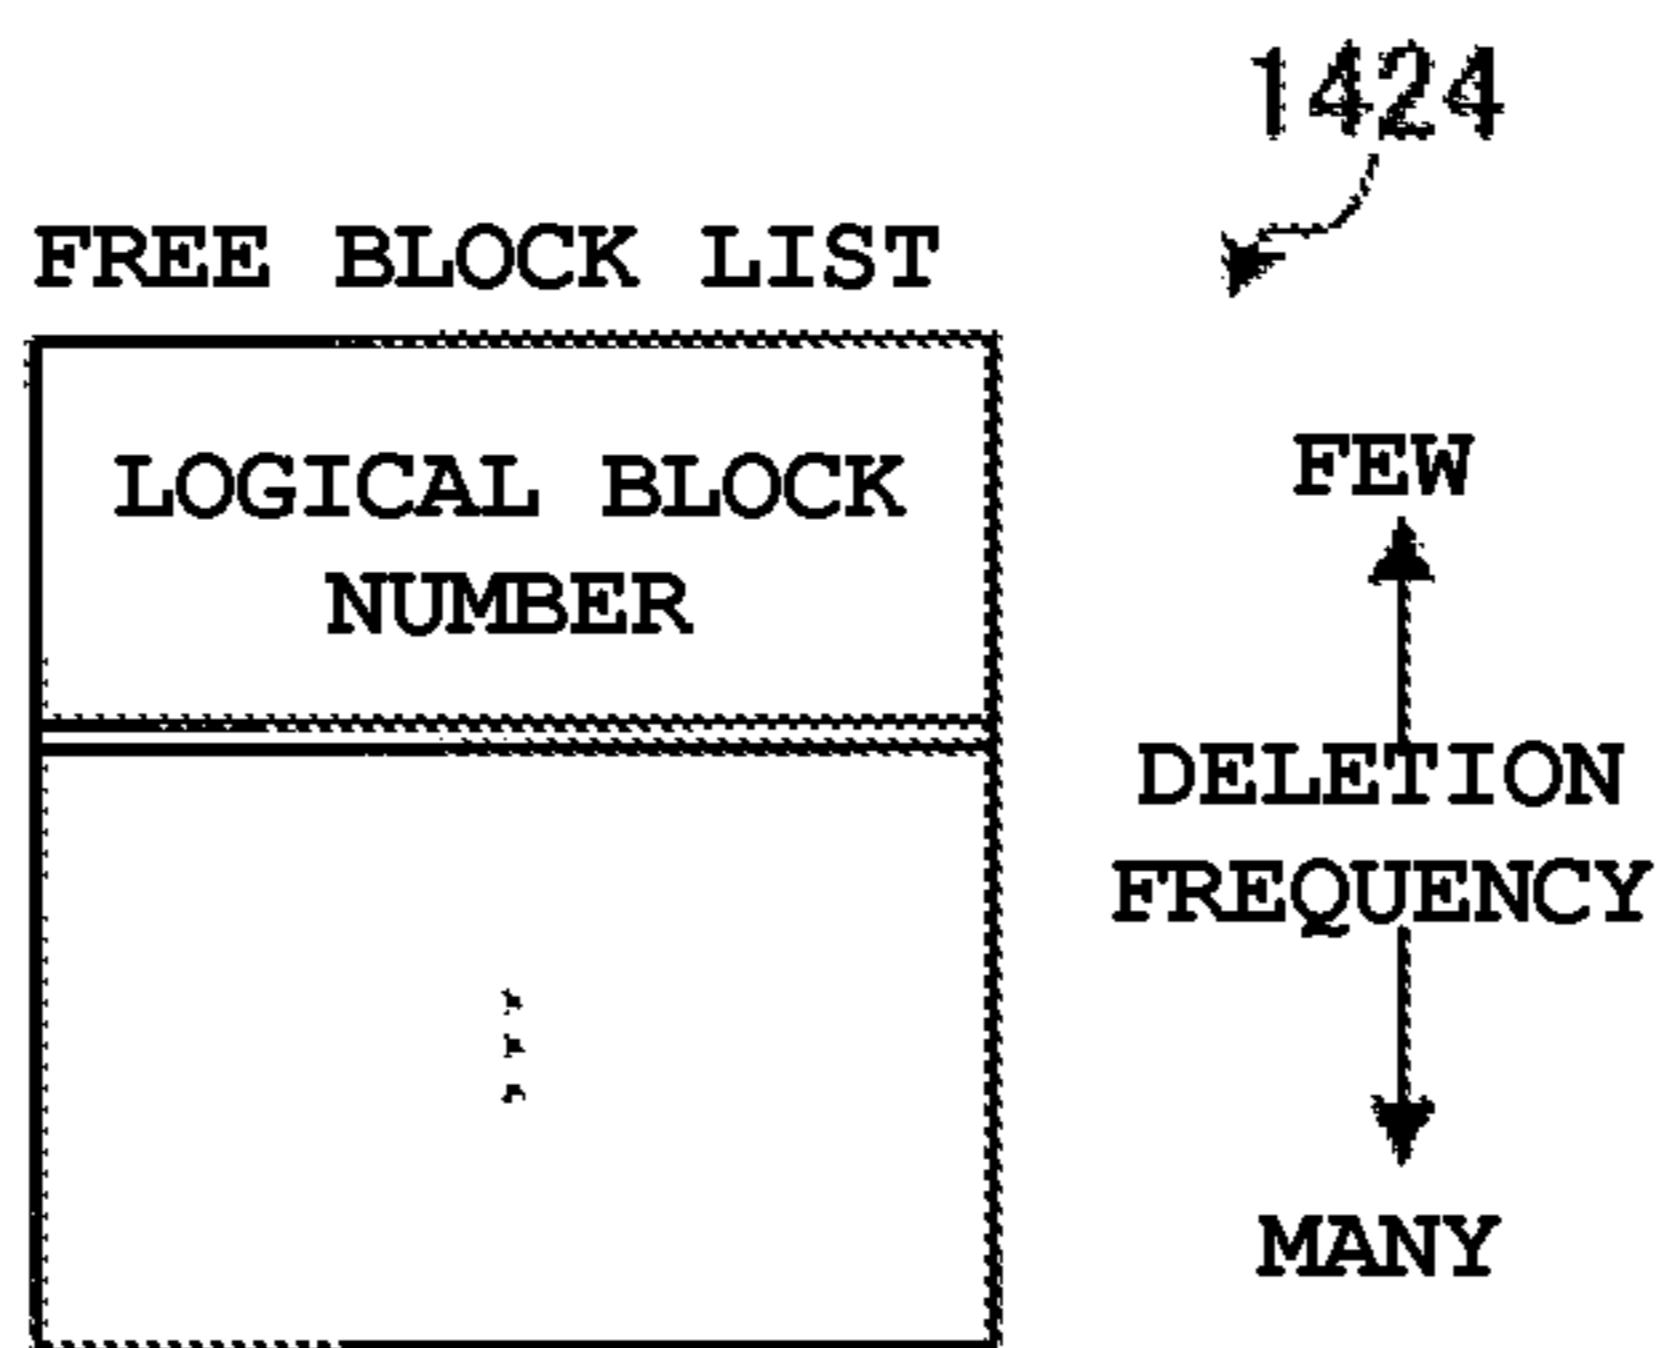 1424
FREE BLOCK LIST
LOGICAL BLOCK
NUMBER
FEW
DELETION
FREQUENCY
MANY